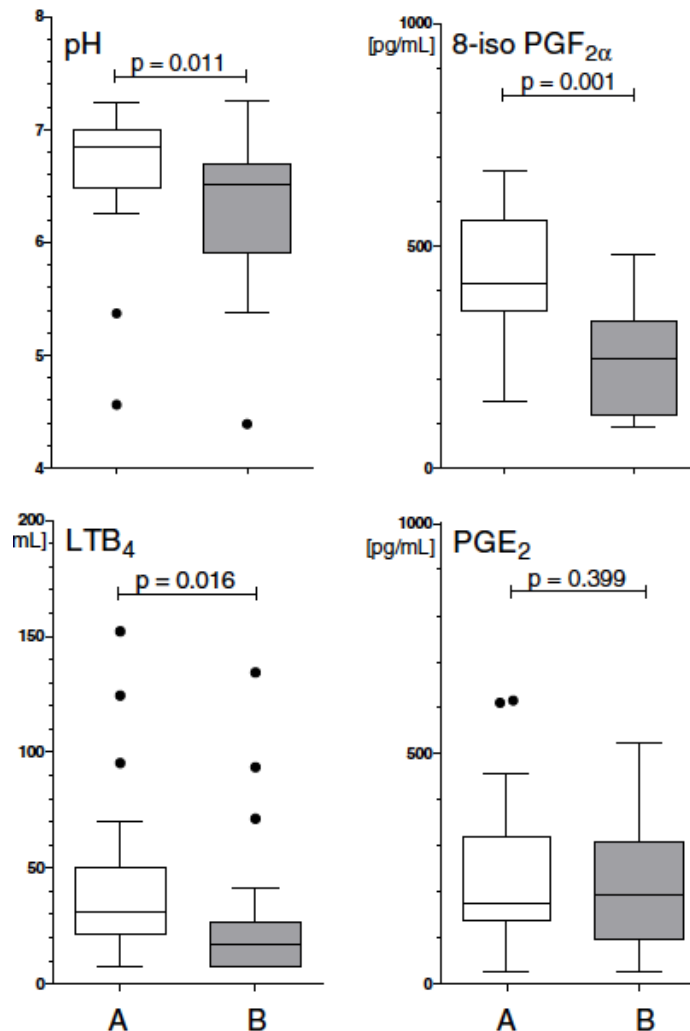 8
pH
p = 0.011
7
6
5
4
1000
[pg/mL]
8-iso PGF2α
p = 0.001
500
0
200
mL]
LTB4
p = 0.016
150
100
50
0
A
B
1000
[pg/mL]
PGE2
p = 0.399
500
0
A
B